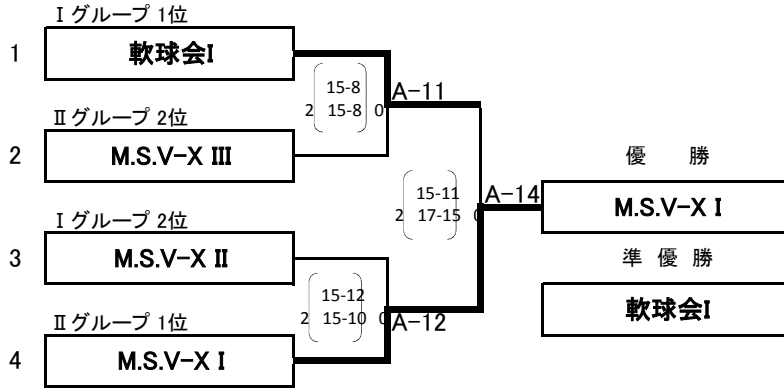 Ⅰグループ 1位
1 軟球会I
15-8
2 15-8 0
A-11
Ⅱグループ 2位
2 M.S.V-X III
優 勝
15-11
2 17-15 0
A-14
M.S.V-X I
Ⅰグループ 2位
3 M.S.V-X II
準 優 勝
15-12
2 15-10 0
A-12
軟球会I
Ⅱグループ 1位
4 M.S.V-X I